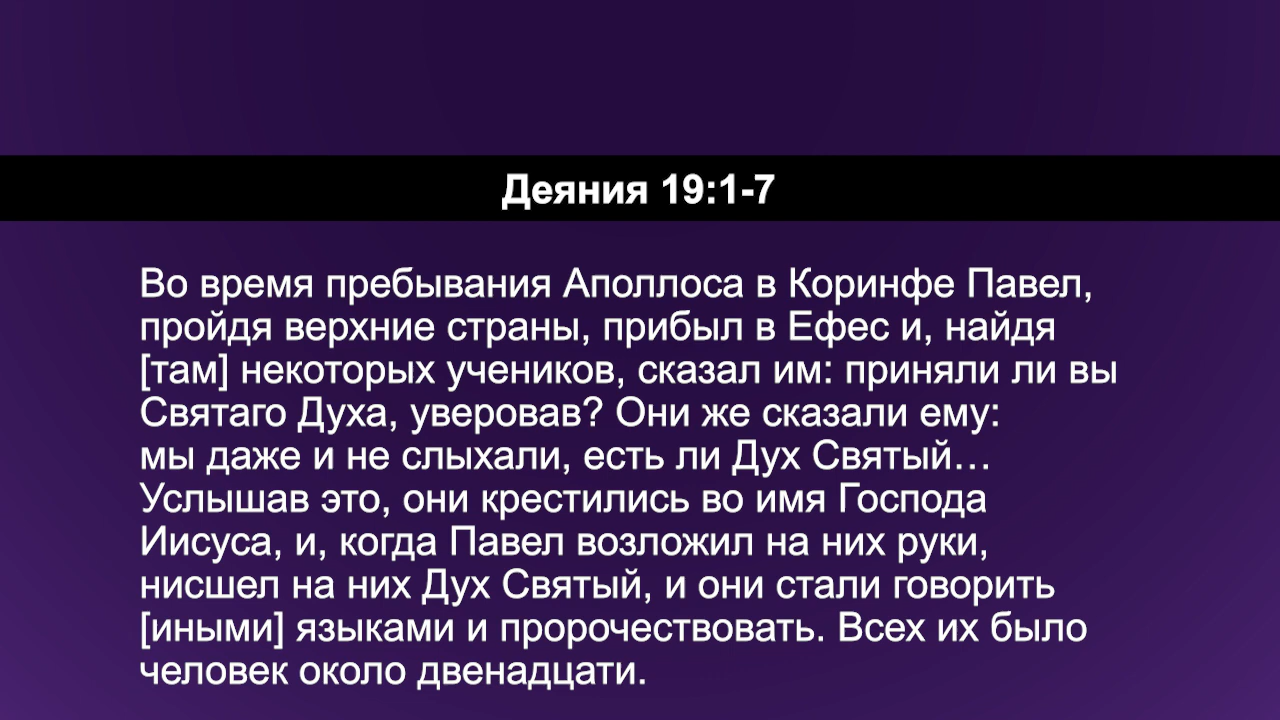 Деяния 19:1-7
Во время пребывания Аполлоса в Коринфе Павел,
пройдя верхние страны, прибыл в Ефес и, найдя
[там] некоторых учеников, сказал им: приняли ли вы
Святаго Духа, уверовав? Они же сказали ему:
мы даже и не слыхали, есть ли Дух Святый…
Услышав это, они крестились во имя Господа
Иисуса, и, когда Павел возложил на них руки,
нисшел на них Дух Святый, и они стали говорить
[иными] языками и пророчествовать. Всех их было
человек около двенадцати.